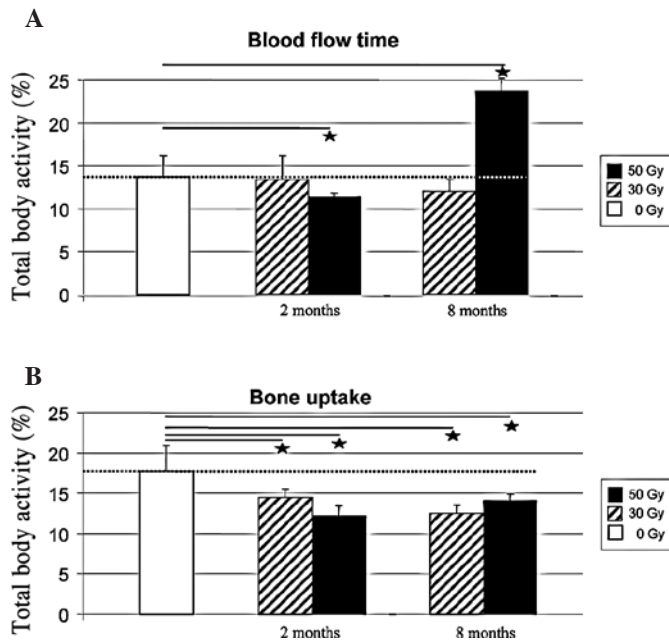 A
Blood flow time
Total body activity (%)
25
20
15
10
5
0
2 months
8 months
50 Gy
30 Gy
0 Gy
B
Bone uptake
Total body activity (%)
25
20
15
10
5
0
2 months
8 months
50 Gy
30 Gy
0 Gy